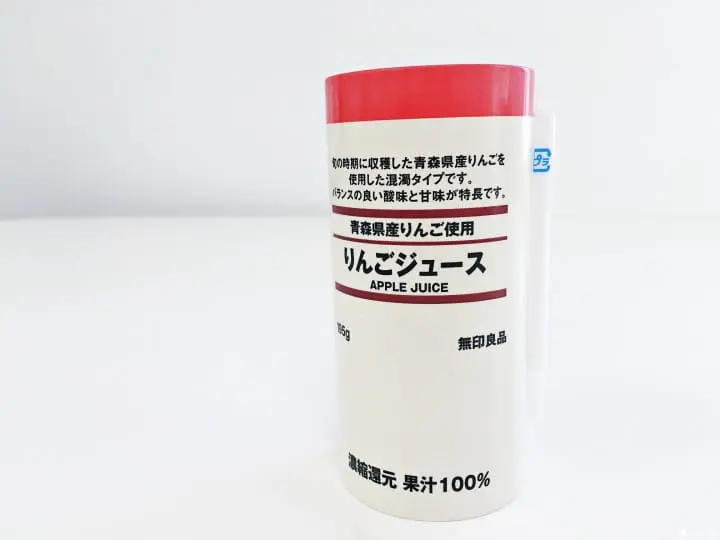 旬の時期に収穫した青森県産りんごを
使用した混濁タイプです。
バランスの良い酸味と甘味が特長です。
青森県産りんご使用
りんごジュース
APPLE JUICE
無印良品
濃縮還元 果汁100%
プラ